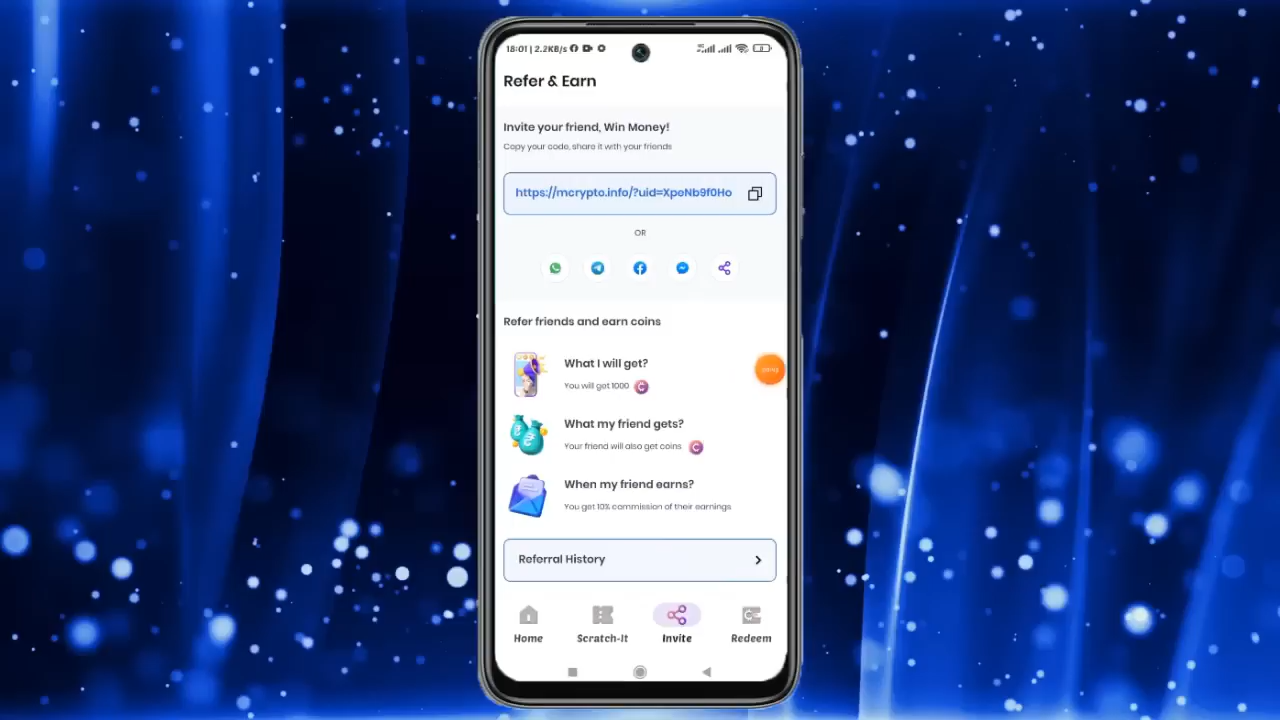 18:01 | 2.2KB/s
Refer & Earn
Invite your friend, Win Money!
Copy your code, share it with your friends
https://mcrypto.info/?uid=XpeNb9f0Ho
OR
Refer friends and earn coins
What I will get?
You will get 1000 C
What my friend gets?
Your friend will also get coins C
When my friend earns?
You get 10% commission of their earnings
Referral History
Home Scratch-It Invite Redeem